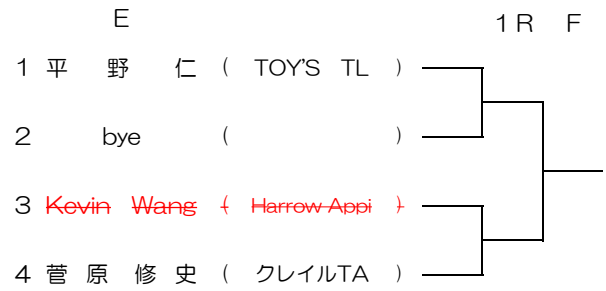 E
1R F
1 平 野 仁 ( TOY'S TL )
2 bye ( )
3 Kevin Wang ( Harrow Appi )
4 菅 原 修 史 ( クレイルTA )